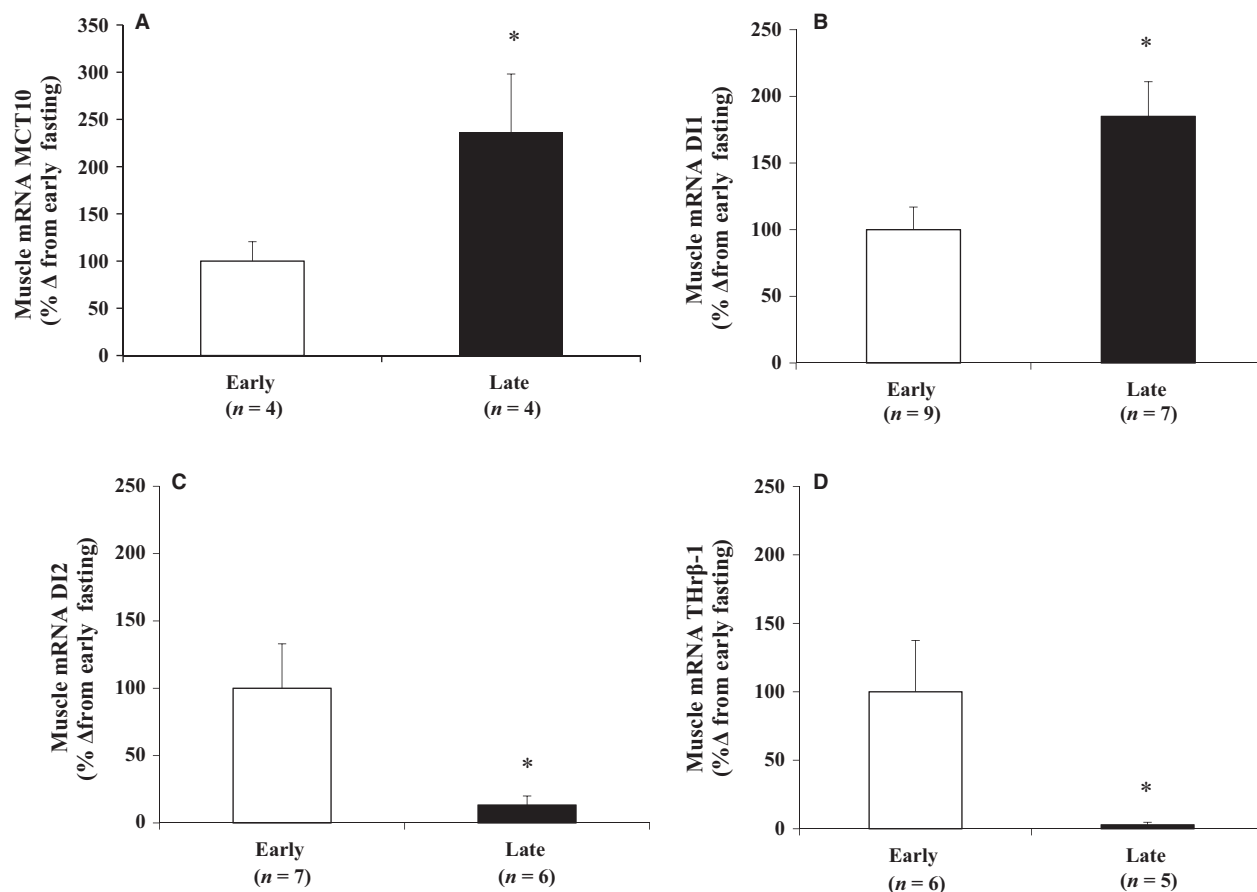 A
Muscle mRNA MCT10
(% Δ from early fasting)
350
300
250
200
150
100
50
0
*
Early
(n = 4)
Late
(n = 4)
B
Muscle mRNA DI1
(% Δfrom early fasting)
250
200
150
100
50
0
*
Early
(n = 9)
Late
(n = 7)
C
Muscle mRNA DI2
(% Δfrom early fasting)
250
200
150
100
50
0
*
Early
(n = 7)
Late
(n = 6)
D
Muscle mRNA THrβ-1
(%Δ from early fasting)
250
200
150
100
50
0
*
Early
(n = 6)
Late
(n = 5)